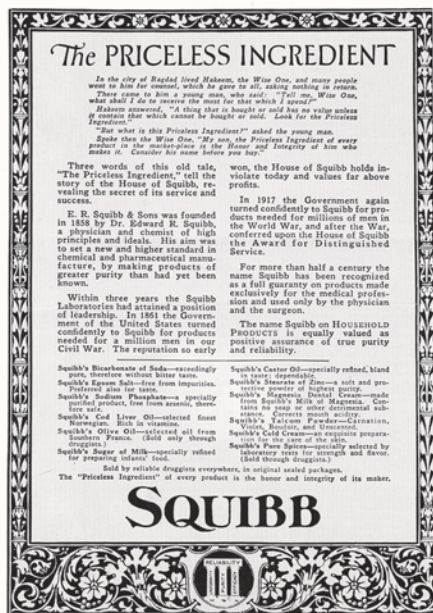 The PRICELESS INGREDIENT
In the city of Bagdad lived Hakeem, the Wise One, and many people
went to him for counsel, which he gave to all, asking nothing in return.
There came to him a young man, who said: "Tell me, Wise One,
what shall I do to receive the most for that which I spend?"
Hakeem answered, "A thing that is bought or sold has no value unless
it contain that which cannot be bought or sold. Look for the Priceless
Ingredient."
"But what is this Priceless Ingredient?" asked the young man.
Spoke then the Wise One, "My son, the Priceless Ingredient of every
product in the market-place is the Honor and Integrity of him who
makes it. Consider his name before you buy."
Three words of this old tale,
"The Priceless Ingredient," tell the
story of the House of Squibb, re-
vealing the secret of its service and
success.
E. R. Squibb & Sons was founded
in 1858 by Dr. Edward R. Squibb,
a physician and chemist of high
principles and ideals. His aim was
to set a new and higher standard in
chemical and pharmaceutical manu-
facture, by making products of
greater purity than had yet been
known.
Within three years the Squibb
Laboratories had attained a position
of leadership. In 1861 the Govern-
ment of the United States turned
confidently to Squibb for products
needed for a million men in our
Civil War. The reputation so early
won, the House of Squibb holds in-
violate today and values far above
profits.
In 1917 the Government again
turned confidently to Squibb for pro-
ducts needed for millions of men in
the World War, and after the War,
conferred upon the House of Squibb
the Award for Distinguished
Service.
For more than half a century the
name Squibb has been recognized
as a full guaranty on products made
exclusively for the medical profes-
sion and used only by the physician
and the surgeon.
The name Squibb on HOUSEHOLD
PRODUCTS is equally valued as
positive assurance of true purity
and reliability.
Squibb's Bicarbonate of Soda—exceedingly
pure, therefore without bitter taste.
Squibb's Epsom Salt—free from impurities.
Preferred also for taste.
Squibb's Sodium Phosphate—a specially
purified product, free from arsenic, there-
fore safe.
Squibb's Cod Liver Oil—selected finest
Norwegian. Rich in vitamine.
Squibb's Olive Oil—selected oil from
Southern France. (Sold only through
druggists.)
Squibb's Sugar of Milk—specially refined
for preparing infants' food.
Squibb's Castor Oil—specially refined, bland
in taste; dependable.
Squibb's Stearate of Zinc—a soft and pro-
tective powder of highest purity.
Squibb's Magnesia Dental Cream—made
from Squibb's Milk of Magnesia. Con-
tains no soap or other detrimental sub-
stance. Corrects mouth acidity.
Squibb's Talcum Powder—Carnation,
Violet, Boudoir, and Unscented.
Squibb's Cold Cream—an exquisite prepara-
tion for the care of the skin.
Squibb's Pure Spices—specially selected by
laboratory tests for strength and flavor.
(Sold through druggists.)
Sold by reliable druggists everywhere, in original sealed packages.
The "Priceless Ingredient" of every product is the honor and integrity of its maker.
SQUIBB
RELIABILITY